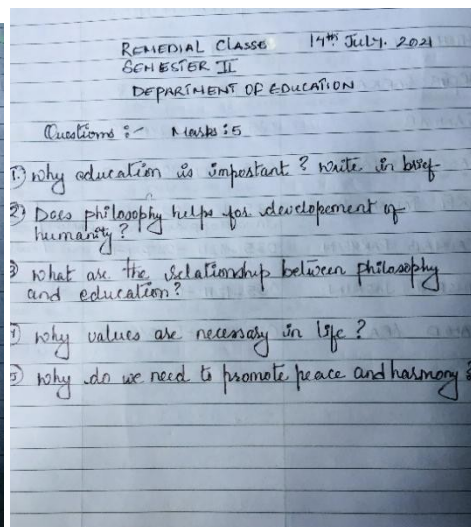 REMEDIAL CLASSE 14th July. 2021
SEMESTER II
DEPARTMENT OF EDUCATION
Questions :- Marks : 5
1) Why education is important ? Write in brief
2) Does philosophy helps for developement of
humanity ?
3 What are the relationship between philosophy
and education?
4) Why values are necessary in life ?
5) Why do we need to promote peace and harmony ?